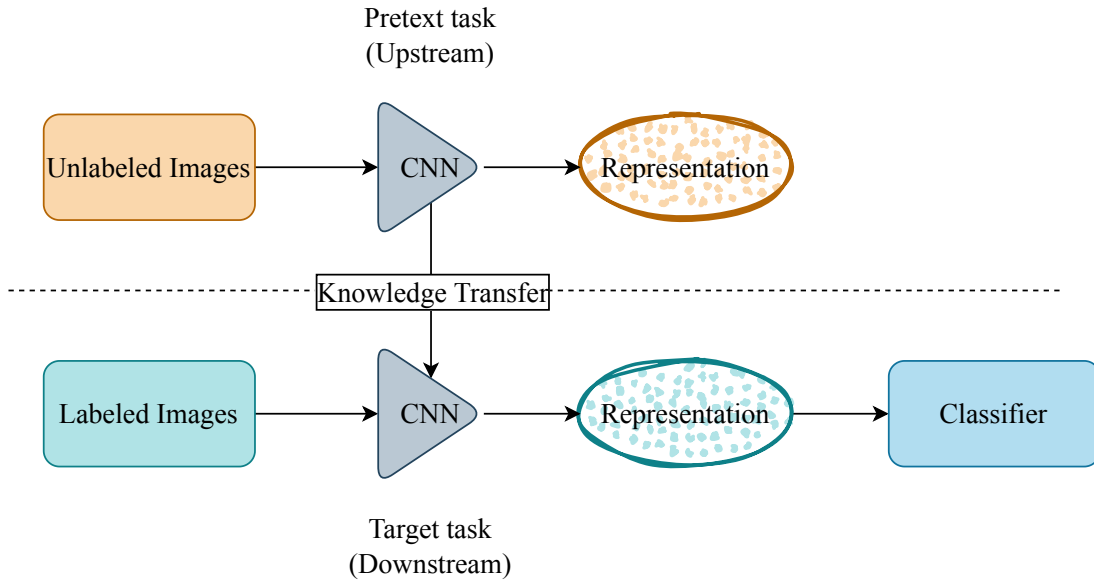 Pretext task
(Upstream)
Unlabeled Images
CNN
Representation
Knowledge Transfer
Labeled Images
CNN
Representation
Classifier
Target task
(Downstream)